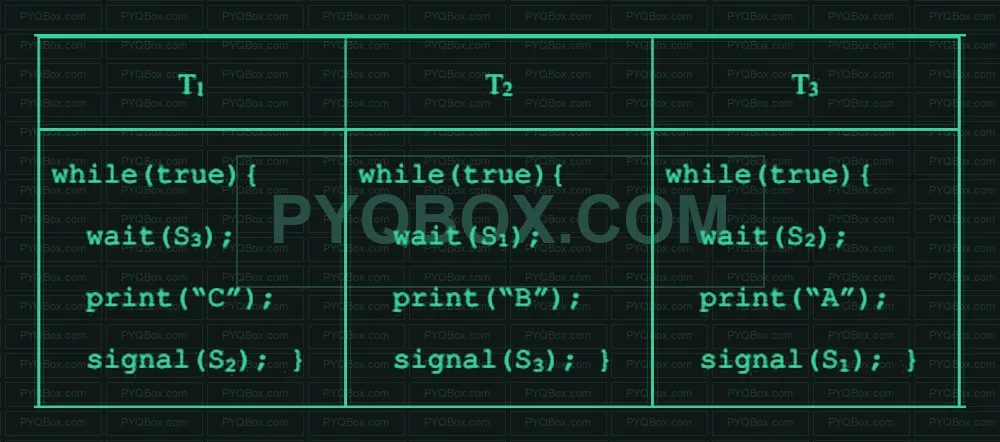 T₁ T₂ T₃
while(true){ while(true){ while(true){
wait(S₃); wait(S₁); wait(S₂);
PYQBOX.COM
print(“C”); print(“B”); print(“A”);
signal(S₂); } signal(S₃); } signal(S₁); }